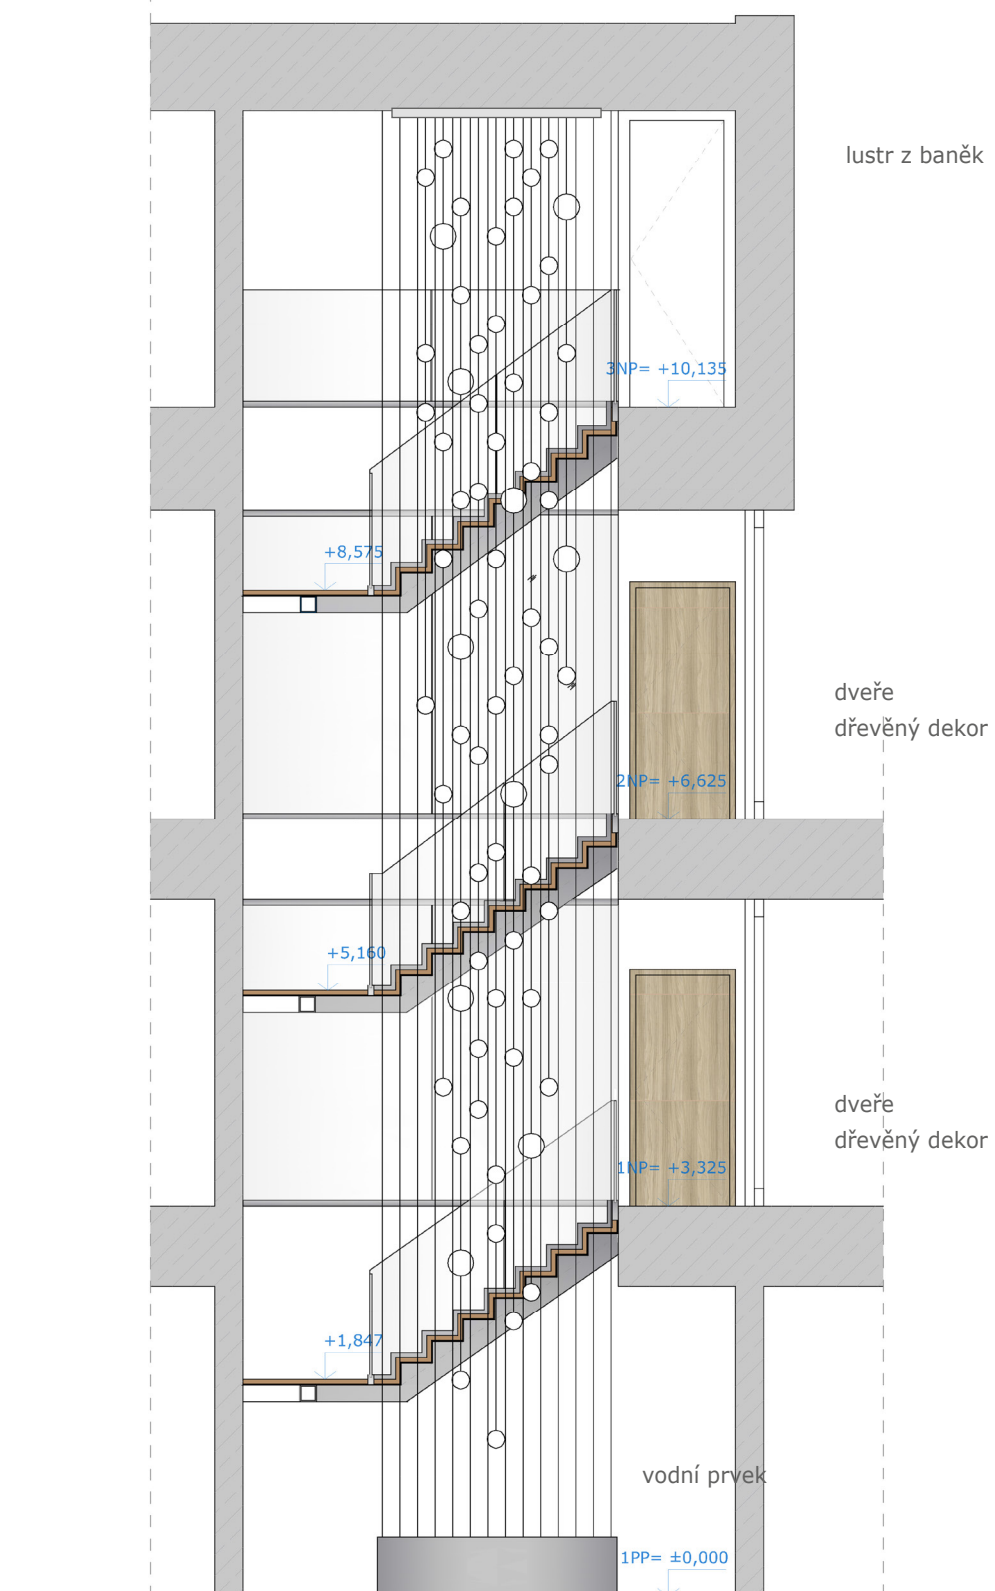 lustr z baněk
3NP= +10,135
+8,575
dveře
dřevěný dekor
2NP= +6,625
+5,160
dveře
dřevěný dekor
1NP= +3,325
+1,847
vodní prvek
1PP= ±0,000